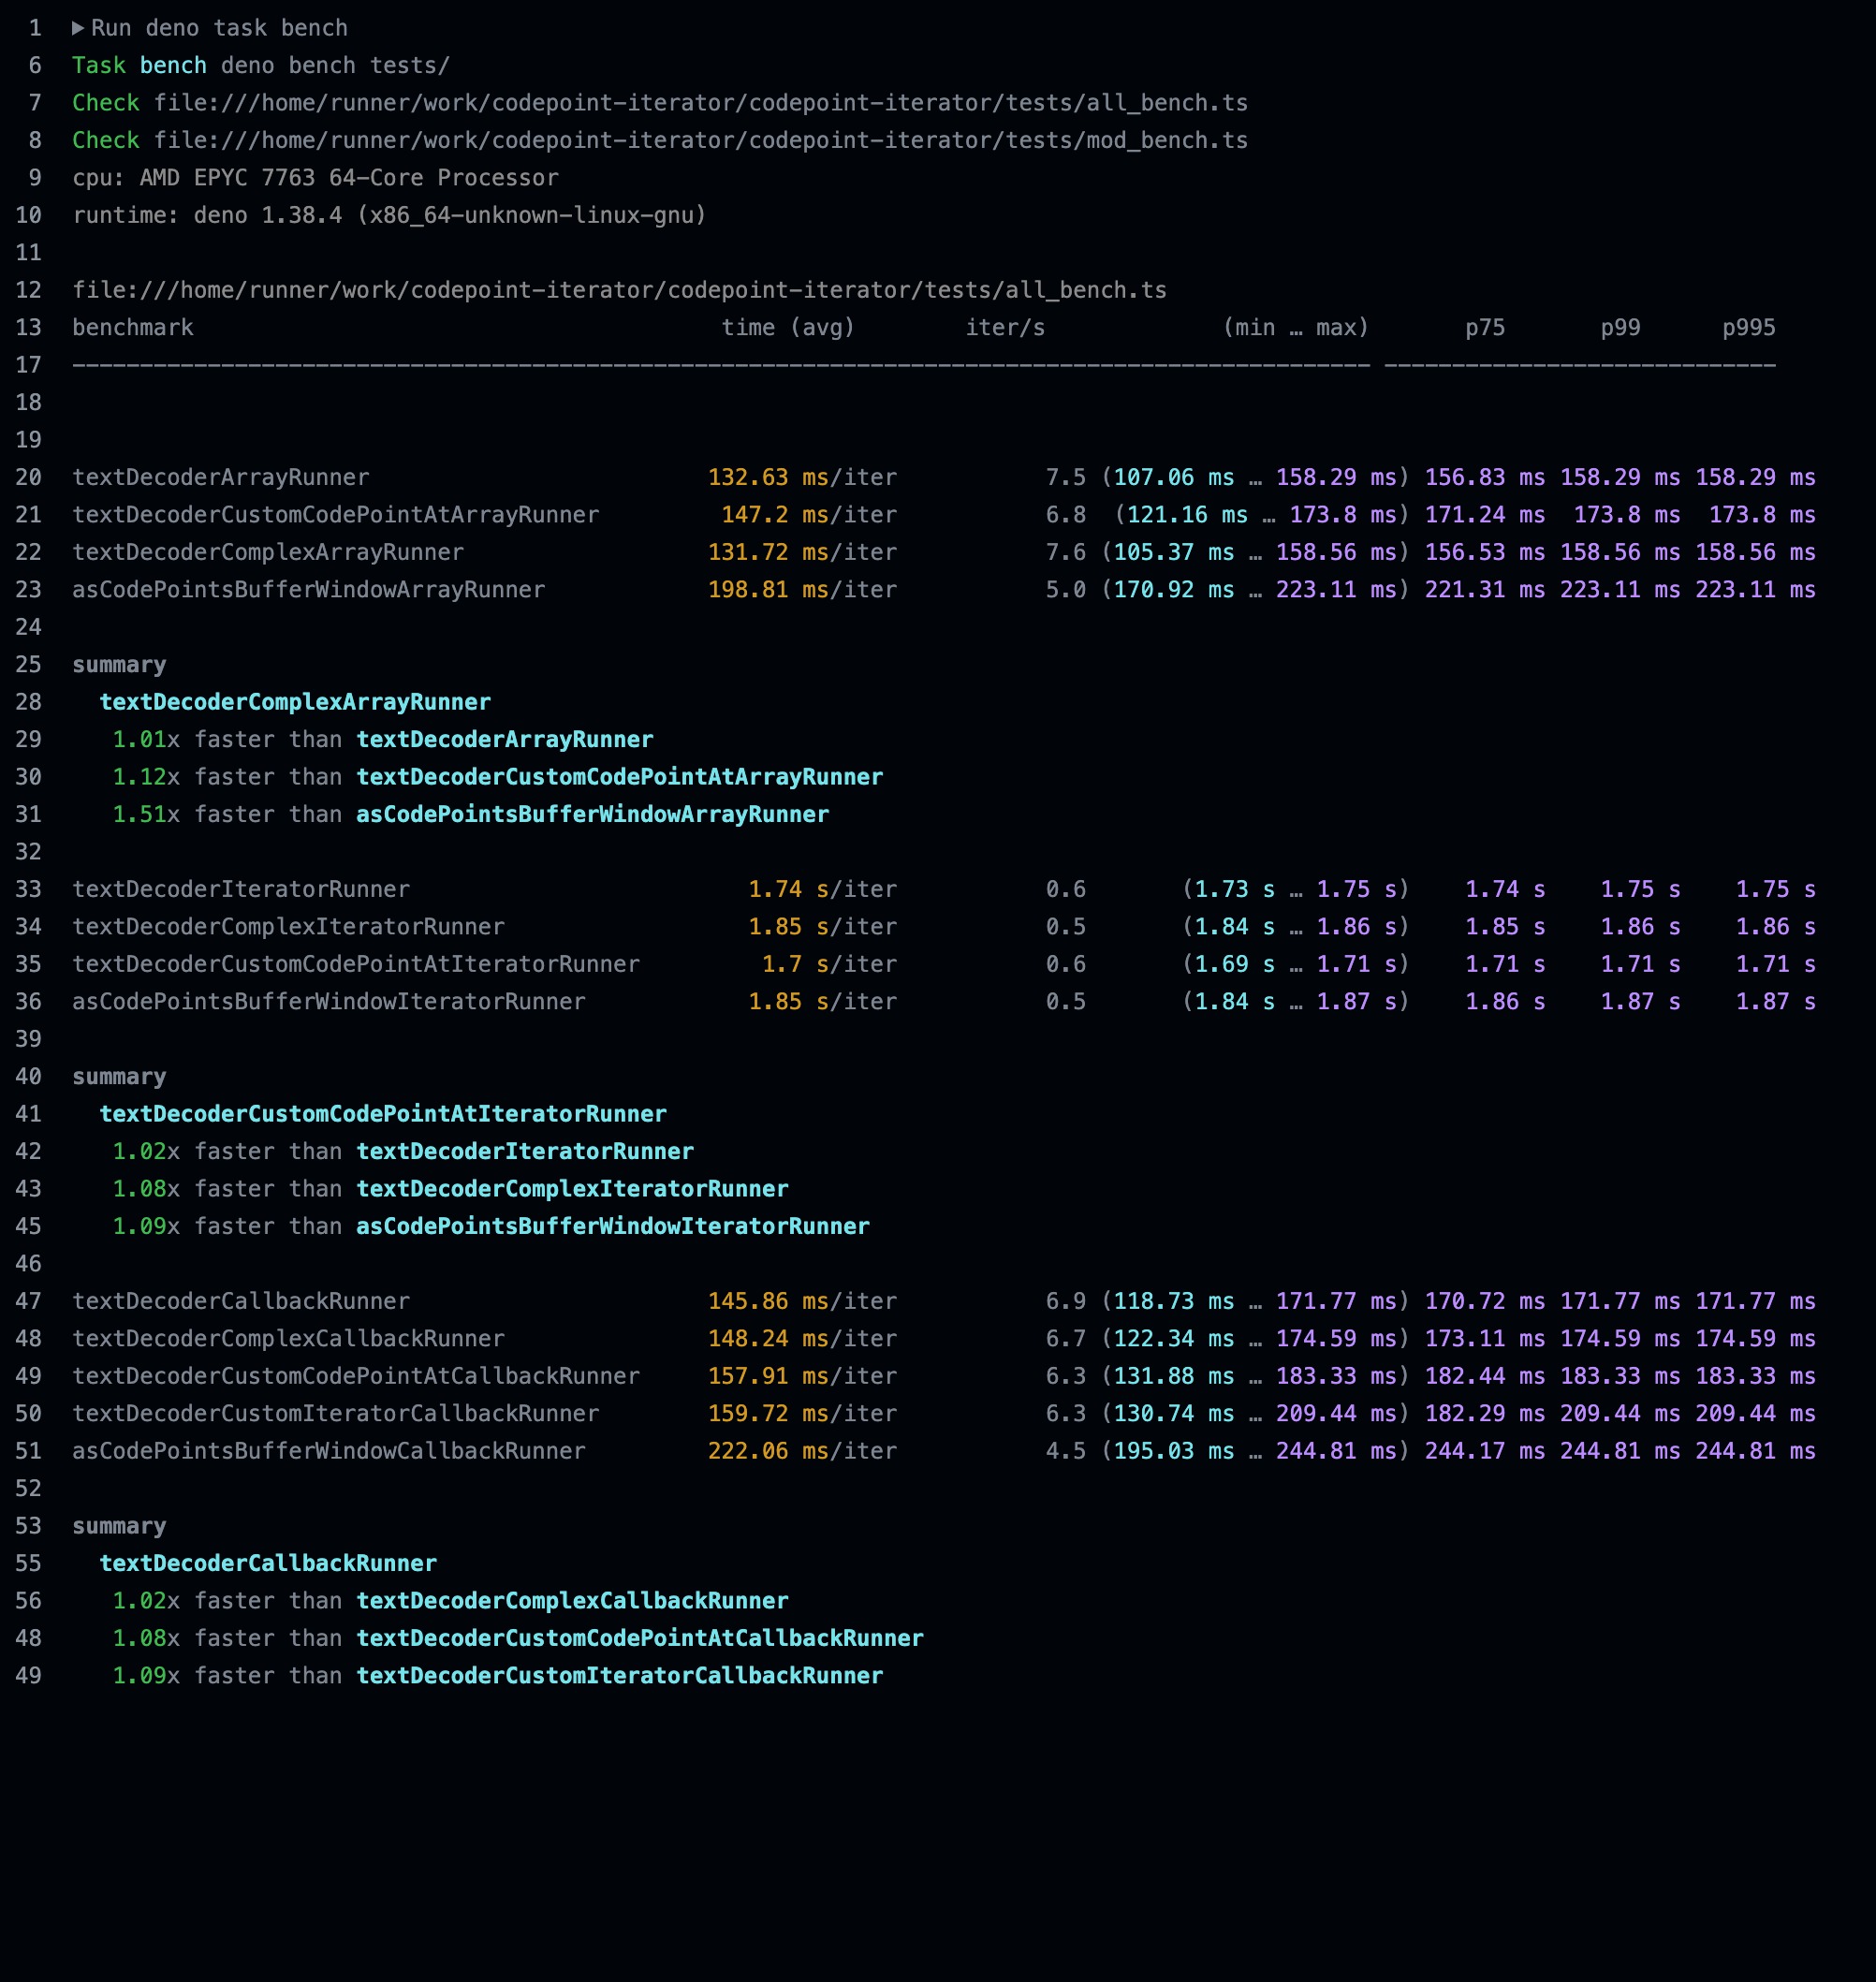 1 ▶ Run deno task bench
6 Task bench deno bench tests/
7 Check file:///home/runner/work/codepoint-iterator/codepoint-iterator/tests/all_bench.ts
8 Check file:///home/runner/work/codepoint-iterator/codepoint-iterator/tests/mod_bench.ts
9 cpu: AMD EPYC 7763 64-Core Processor
10 runtime: deno 1.38.4 (x86_64-unknown-linux-gnu)
11
12 file:///home/runner/work/codepoint-iterator/codepoint-iterator/tests/all_bench.ts
13 benchmark time (avg) iter/s (min … max) p75 p99 p995
17 ------------------------------------------------------------------------------------------------ -----------------------------
18
19
20 textDecoderArrayRunner 132.63 ms/iter 7.5 (107.06 ms … 158.29 ms) 156.83 ms 158.29 ms 158.29 ms
21 textDecoderCustomCodePointAtArrayRunner 147.2 ms/iter 6.8 (121.16 ms … 173.8 ms) 171.24 ms 173.8 ms 173.8 ms
22 textDecoderComplexArrayRunner 131.72 ms/iter 7.6 (105.37 ms … 158.56 ms) 156.53 ms 158.56 ms 158.56 ms
23 asCodePointsBufferWindowArrayRunner 198.81 ms/iter 5.0 (170.92 ms … 223.11 ms) 221.31 ms 223.11 ms 223.11 ms
24
25 summary
28 textDecoderComplexArrayRunner
29 1.01x faster than textDecoderArrayRunner
30 1.12x faster than textDecoderCustomCodePointAtArrayRunner
31 1.51x faster than asCodePointsBufferWindowArrayRunner
32
33 textDecoderIteratorRunner 1.74 s/iter 0.6 (1.73 s … 1.75 s) 1.74 s 1.75 s 1.75 s
34 textDecoderComplexIteratorRunner 1.85 s/iter 0.5 (1.84 s … 1.86 s) 1.85 s 1.86 s 1.86 s
35 textDecoderCustomCodePointAtIteratorRunner 1.7 s/iter 0.6 (1.69 s … 1.71 s) 1.71 s 1.71 s 1.71 s
36 asCodePointsBufferWindowIteratorRunner 1.85 s/iter 0.5 (1.84 s … 1.87 s) 1.86 s 1.87 s 1.87 s
39
40 summary
41 textDecoderCustomCodePointAtIteratorRunner
42 1.02x faster than textDecoderIteratorRunner
43 1.08x faster than textDecoderComplexIteratorRunner
45 1.09x faster than asCodePointsBufferWindowIteratorRunner
46
47 textDecoderCallbackRunner 145.86 ms/iter 6.9 (118.73 ms … 171.77 ms) 170.72 ms 171.77 ms 171.77 ms
48 textDecoderComplexCallbackRunner 148.24 ms/iter 6.7 (122.34 ms … 174.59 ms) 173.11 ms 174.59 ms 174.59 ms
49 textDecoderCustomCodePointAtCallbackRunner 157.91 ms/iter 6.3 (131.88 ms … 183.33 ms) 182.44 ms 183.33 ms 183.33 ms
50 textDecoderCustomIteratorCallbackRunner 159.72 ms/iter 6.3 (130.74 ms … 209.44 ms) 182.29 ms 209.44 ms 209.44 ms
51 asCodePointsBufferWindowCallbackRunner 222.06 ms/iter 4.5 (195.03 ms … 244.81 ms) 244.17 ms 244.81 ms 244.81 ms
52
53 summary
55 textDecoderCallbackRunner
56 1.02x faster than textDecoderComplexCallbackRunner
48 1.08x faster than textDecoderCustomCodePointAtCallbackRunner
49 1.09x faster than textDecoderCustomIteratorCallbackRunner